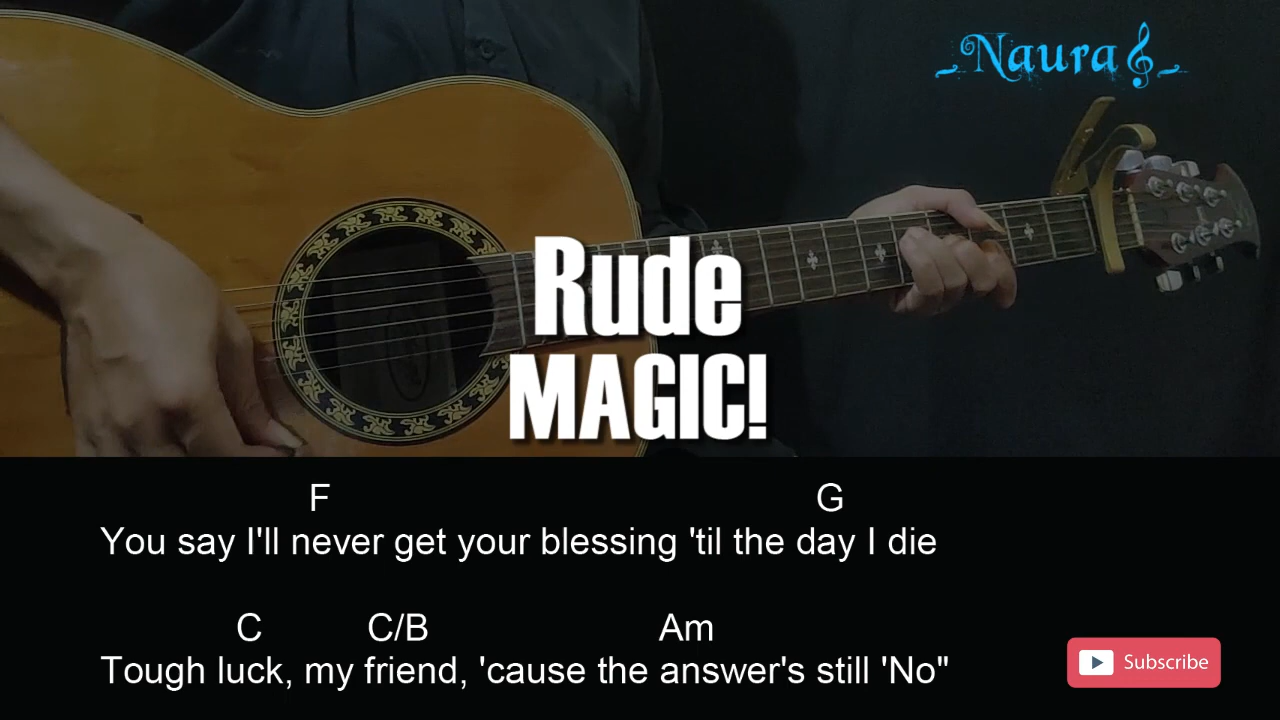 Naura
Rude
MAGIC!
F G
You say I'll never get your blessing 'til the day I die
C C/B Am
Tough luck, my friend, 'cause the answer's still 'No"
Subscribe